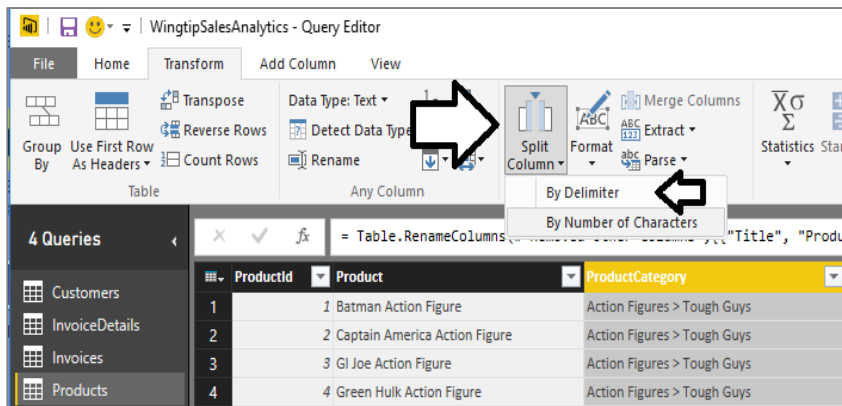 WingtipSalesAnalytics - Query Editor
File Home Transform Add Column View
Group By
Use First Row As Headers
Transpose
Reverse Rows
Count Rows
Table
Data Type: Text
Detect Data Type
Rename
Any Column
Split Column
Format
ABC
Merge Columns
ABC 123 Extract
abc Parse
Χσ Σ
Statistics
By Delimiter
By Number of Characters
4 Queries
Customers
InvoiceDetails
Invoices
Products
fx = Table.RenameColumns( {{"Title", "Produ
ProductId Product ProductCategory
1 1 Batman Action Figure Action Figures > Tough Guys
2 2 Captain America Action Figure Action Figures > Tough Guys
3 3 GI Joe Action Figure Action Figures > Tough Guys
4 4 Green Hulk Action Figure Action Figures > Tough Guys